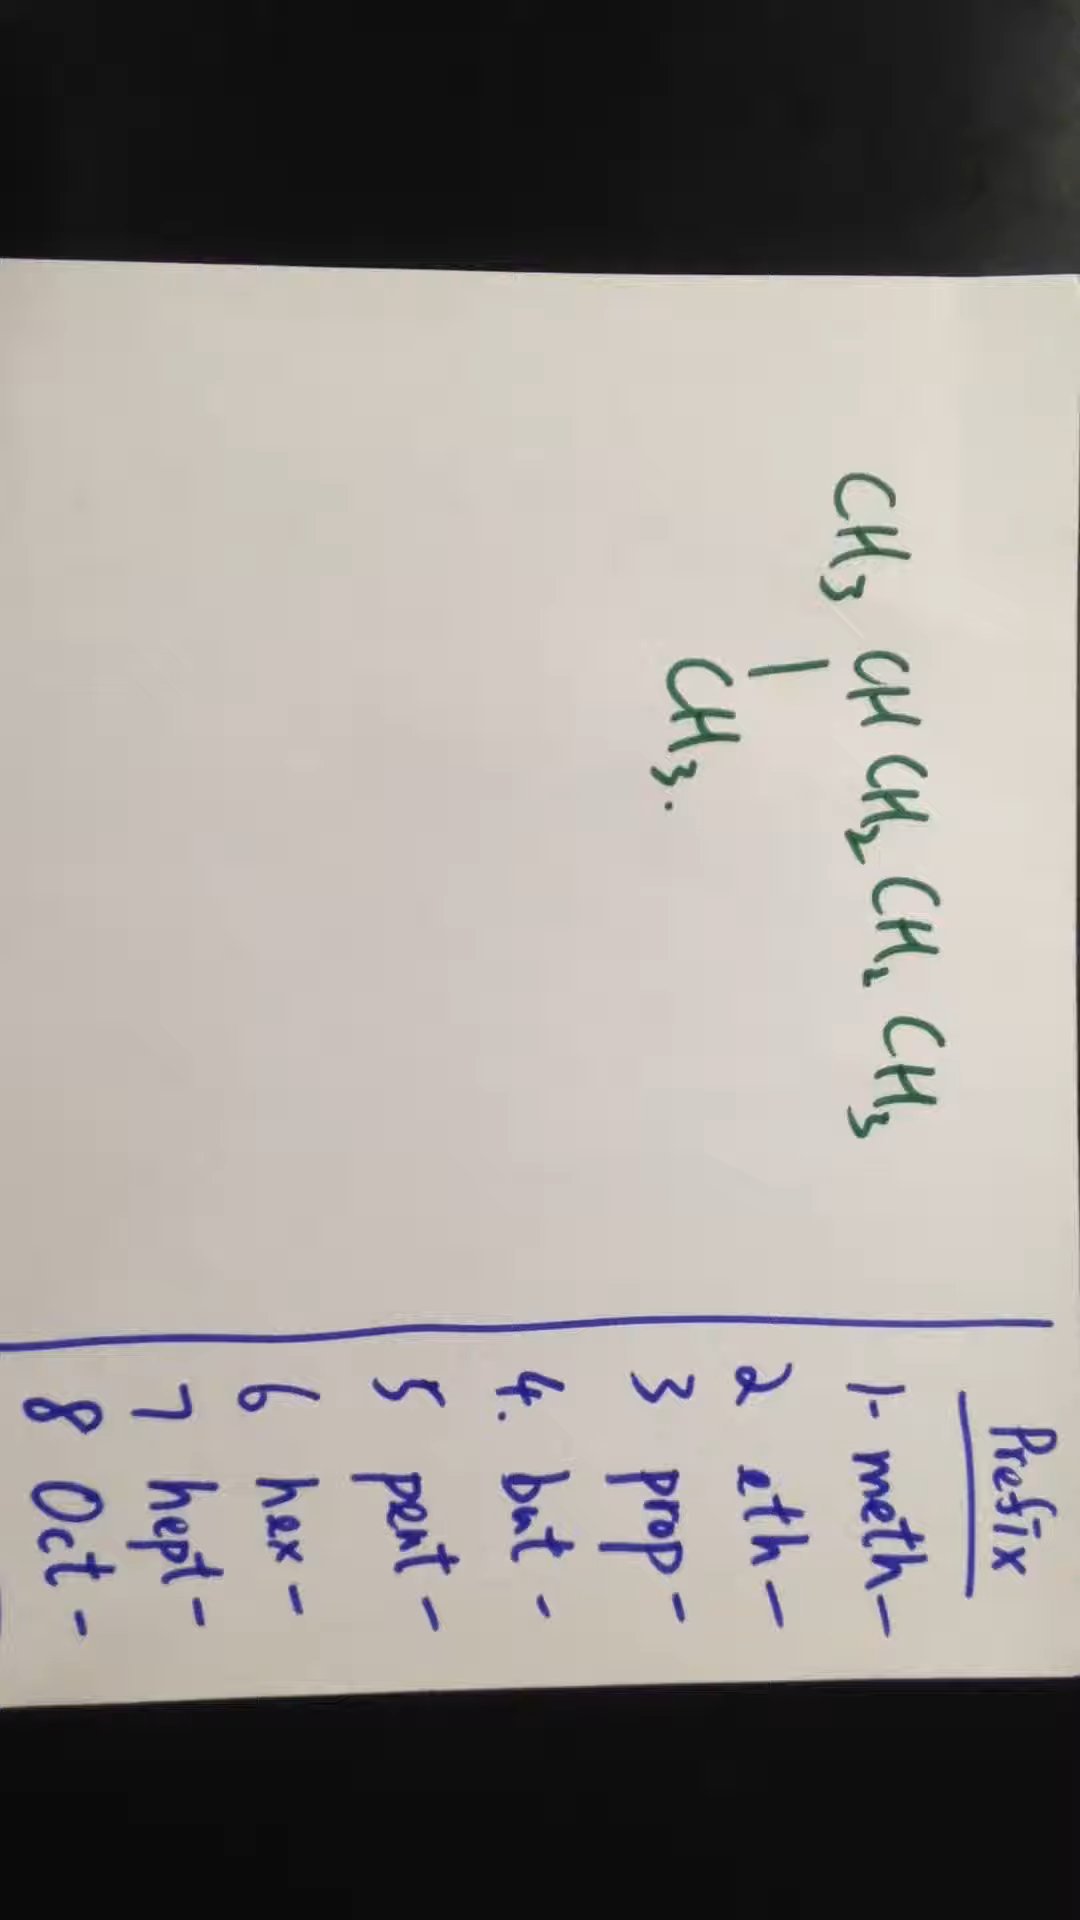 CH₃ CH CH₂ CH₂ CH₃
|
CH₃.
Prefix
1- meth-
2 eth-
3 prop-
4. but-
5 pent-
6 hex-
7 hept-
8 Oct-